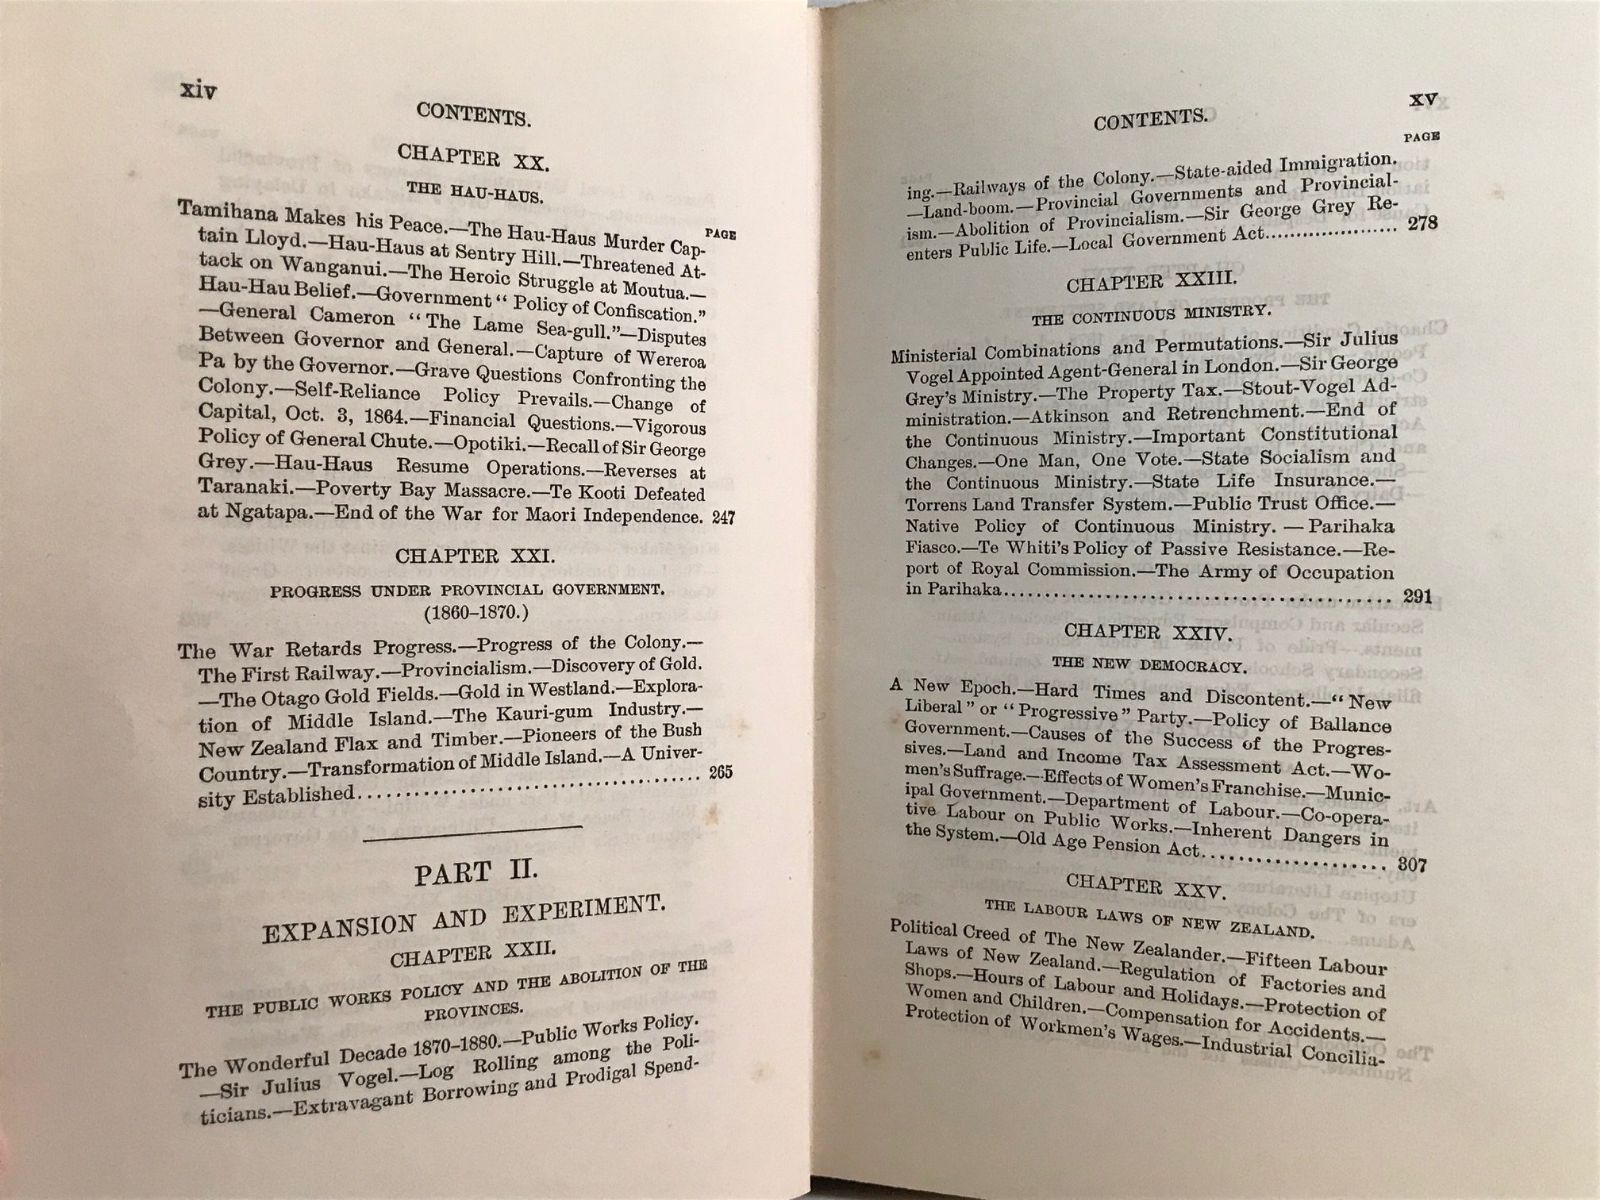 xiv
CONTENTS.
CHAPTER XX.
THE HAU-HAUS.
PAGE
Tamihana Makes his Peace.—The Hau-Haus Murder Cap-
tain Lloyd.—Hau-Haus at Sentry Hill.—Threatened At-
tack on Wanganui.—The Heroic Struggle at Moutua.—
Hau-Hau Belief.—Government "Policy of Confiscation."
—General Cameron "The Lame Sea-gull."—Disputes
Between Governor and General.—Capture of Wereroa
Pa by the Governor.—Grave Questions Confronting the
Colony.—Self-Reliance Policy Prevails.—Change of
Capital, Oct. 3, 1864.—Financial Questions.—Vigorous
Policy of General Chute.—Opotiki.—Recall of Sir George
Grey.—Hau-Haus Resume Operations.—Reverses at
Taranaki.—Poverty Bay Massacre.—Te Kooti Defeated
at Ngatapa.—End of the War for Maori Independence. 247
CHAPTER XXI.
PROGRESS UNDER PROVINCIAL GOVERNMENT.
(1860-1870.)
The War Retards Progress.—Progress of the Colony.—
The First Railway.—Provincialism.—Discovery of Gold.
—The Otago Gold Fields.—Gold in Westland.—Explora-
tion of Middle Island.—The Kauri-gum Industry.—
New Zealand Flax and Timber.—Pioneers of the Bush
Country.—Transformation of Middle Island.—A Univer-
sity Established.................................. 265
PART II.
EXPANSION AND EXPERIMENT.
CHAPTER XXII.
THE PUBLIC WORKS POLICY AND THE ABOLITION OF THE
PROVINCES.
The Wonderful Decade 1870-1880.—Public Works Policy.
—Sir Julius Vogel.—Log Rolling among the Poli-
ticians.—Extravagant Borrowing and Prodigal Spend-
xv
CONTENTS.
PAGE
ing.—Railways of the Colony.—State-aided Immigration.
—Land-boom.—Provincial Governments and Provincial-
ism.—Abolition of Provincialism.—Sir George Grey Re-
enters Public Life.—Local Government Act.................... 278
CHAPTER XXIII.
THE CONTINUOUS MINISTRY.
Ministerial Combinations and Permutations.—Sir Julius
Vogel Appointed Agent-General in London.—Sir George
Grey's Ministry.—The Property Tax.—Stout-Vogel Ad-
ministration.—Atkinson and Retrenchment.—End of
the Continuous Ministry.—Important Constitutional
Changes.—One Man, One Vote.—State Socialism and
the Continuous Ministry.—State Life Insurance.—
Torrens Land Transfer System.—Public Trust Office.—
Native Policy of Continuous Ministry.—Parihaka
Fiasco.—Te Whiti's Policy of Passive Resistance.—Re-
port of Royal Commission.—The Army of Occupation
in Parihaka.......................................... 291
CHAPTER XXIV.
THE NEW DEMOCRACY.
A New Epoch.—Hard Times and Discontent.—"New
Liberal" or "Progressive" Party.—Policy of Ballance
Government.—Causes of the Success of the Progres-
sives.—Land and Income Tax Assessment Act.—Wo-
men's Suffrage.—Effects of Women's Franchise.—Munic-
ipal Government.—Department of Labour.—Co-opera-
tive Labour on Public Works.—Inherent Dangers in
the System.—Old Age Pension Act..................... 307
CHAPTER XXV.
THE LABOUR LAWS OF NEW ZEALAND.
Political Creed of The New Zealander.—Fifteen Labour
Laws of New Zealand.—Regulation of Factories and
Shops.—Hours of Labour and Holidays.—Protection of
Women and Children.—Compensation for Accidents.—
Protection of Workmen's Wages.—Industrial Concilia-